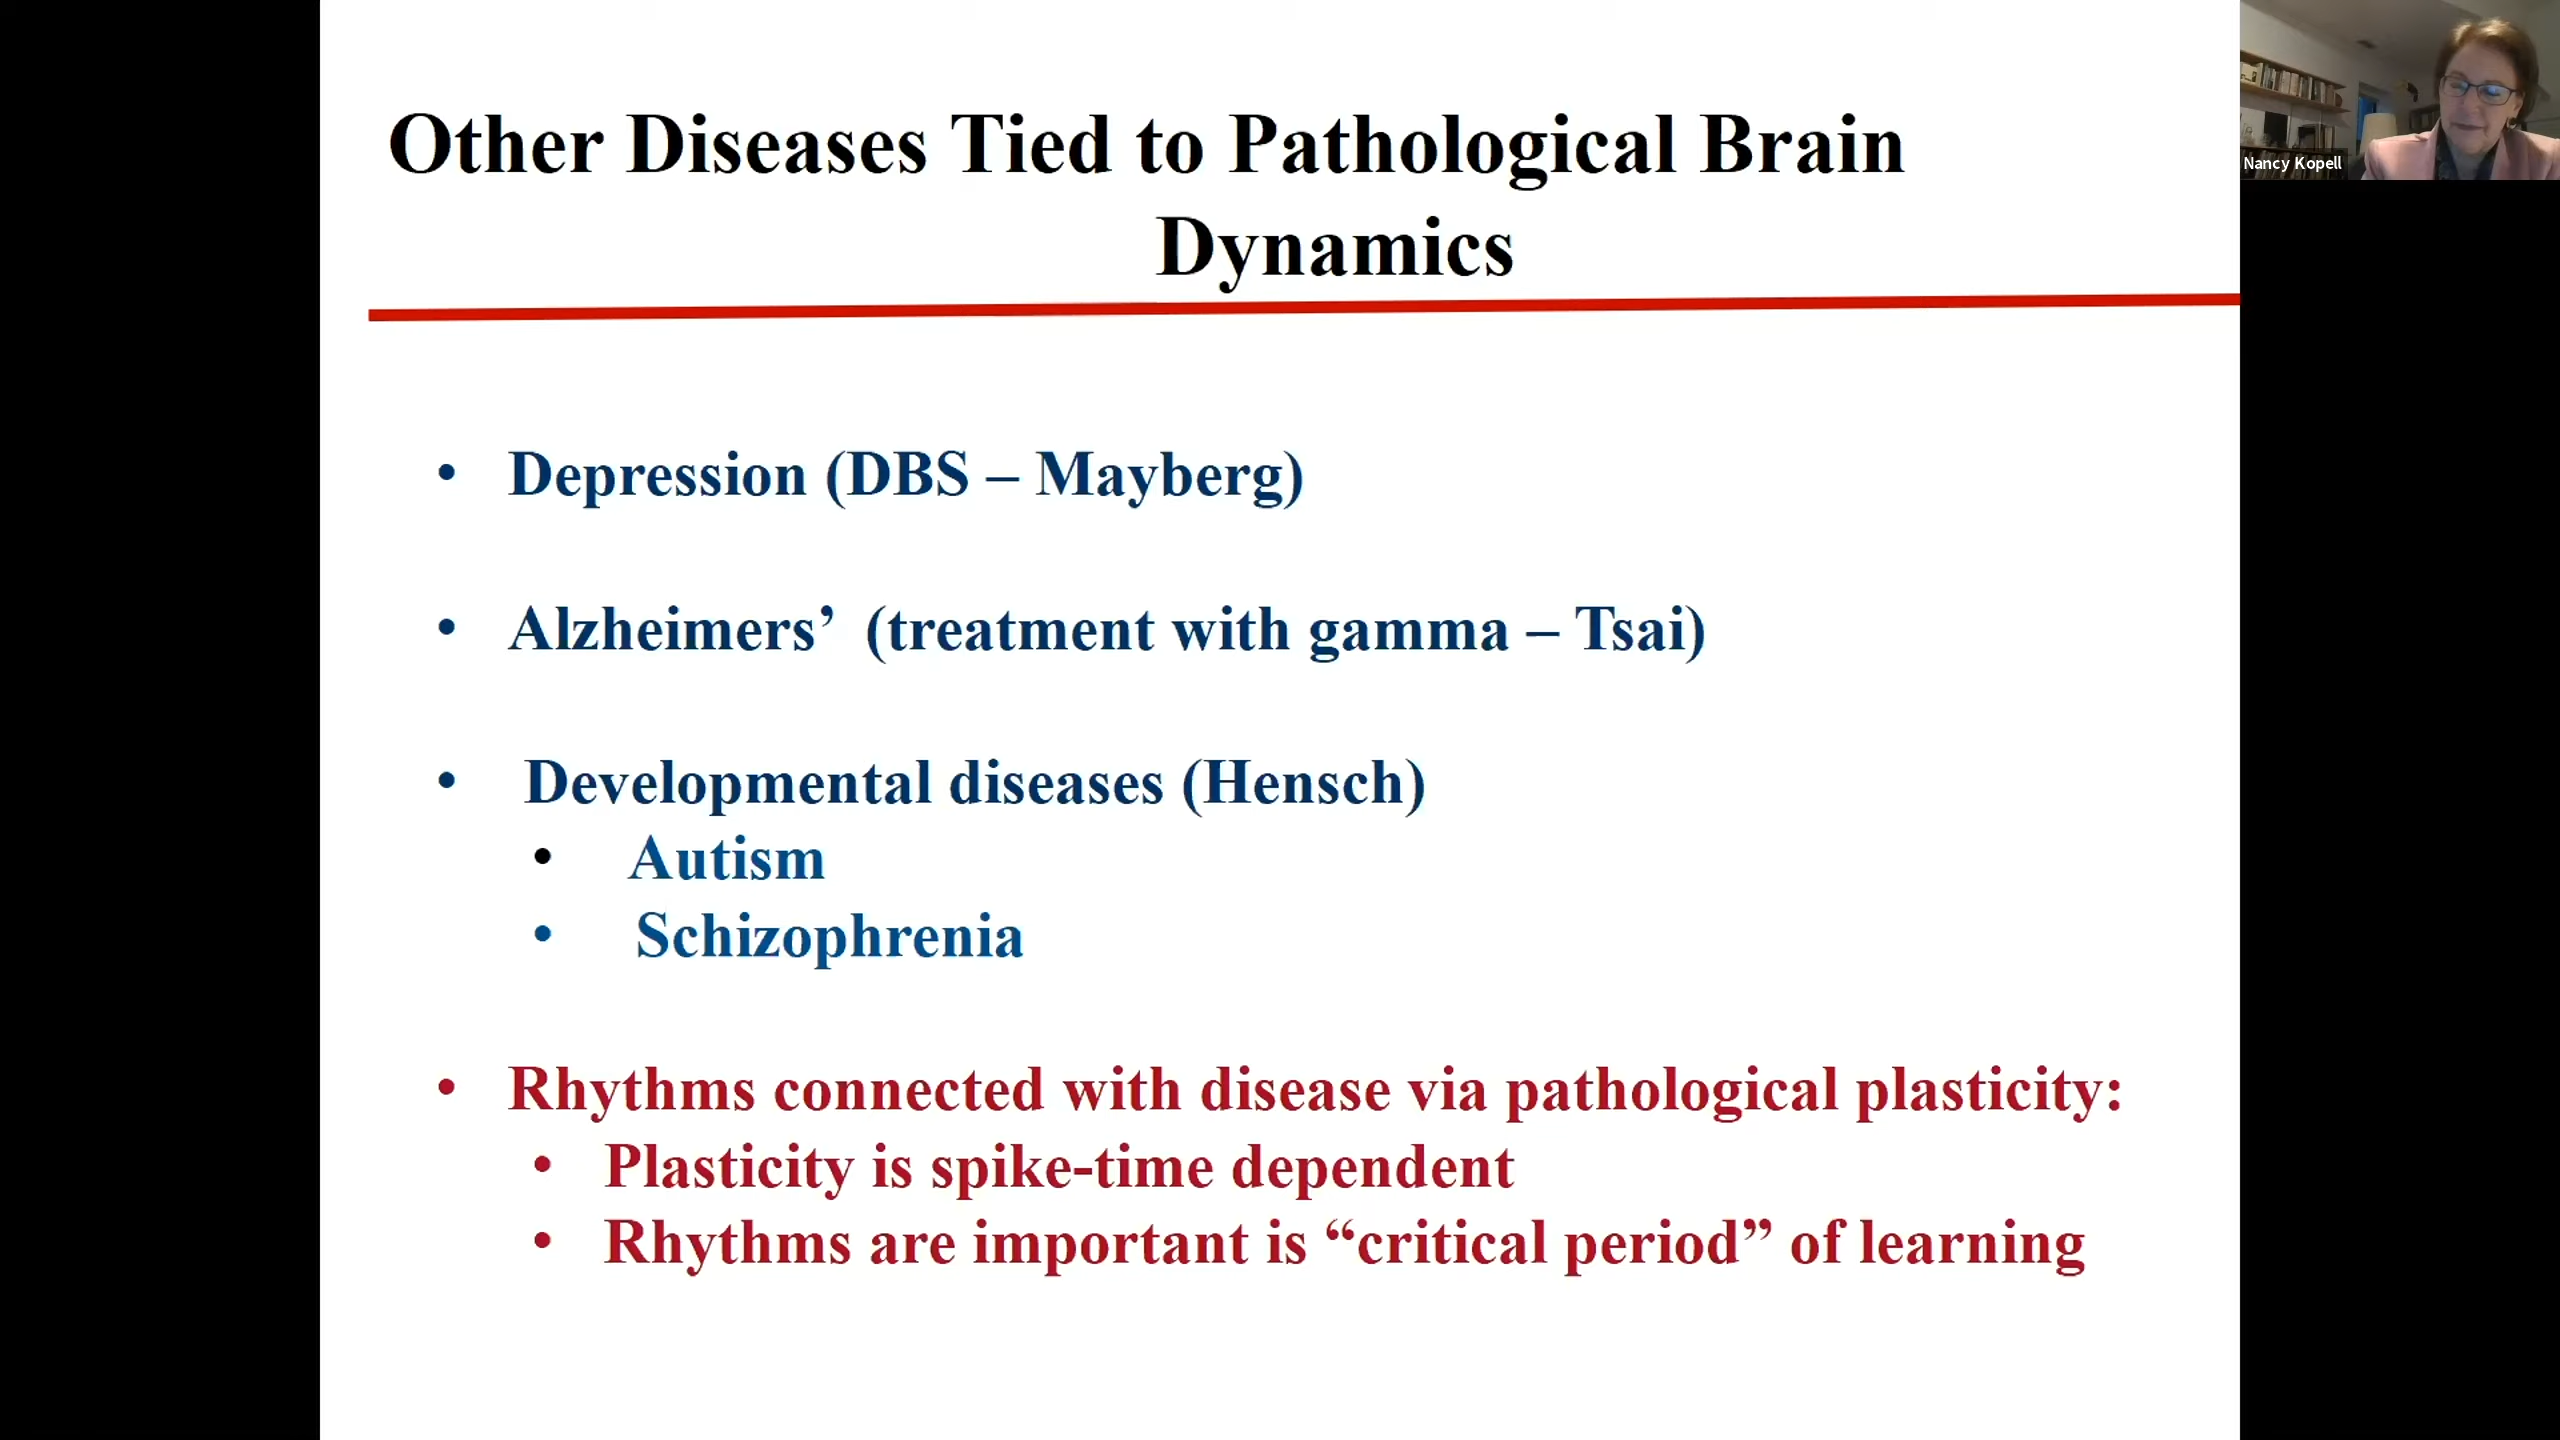 Other Diseases Tied to Pathological Brain
Dynamics
Nancy Kopell
• Depression (DBS – Mayberg)
• Alzheimers’ (treatment with gamma – Tsai)
• Developmental diseases (Hensch)
• Autism
• Schizophrenia
• Rhythms connected with disease via pathological plasticity:
• Plasticity is spike-time dependent
• Rhythms are important is “critical period” of learning